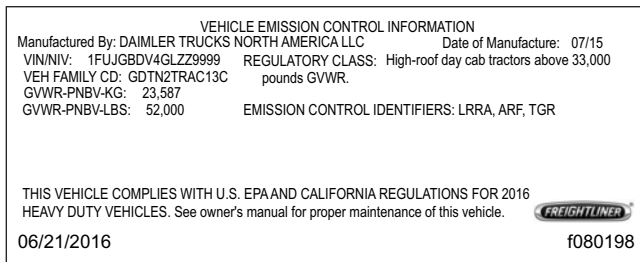 VEHICLE EMISSION CONTROL INFORMATION
Manufactured By: DAIMLER TRUCKS NORTH AMERICA LLC Date of Manufacture: 07/15
VIN/NIV: 1FUJGBDV4GLZZ9999 REGULATORY CLASS: High-roof day cab tractors above 33,000
VEH FAMILY CD: GDTN2TRAC13C pounds GVWR.
GVWR-PNBV-KG: 23,587
GVWR-PNBV-LBS: 52,000 EMISSION CONTROL IDENTIFIERS: LRRA, ARF, TGR
THIS VEHICLE COMPLIES WITH U.S. EPA AND CALIFORNIA REGULATIONS FOR 2016
HEAVY DUTY VEHICLES. See owner's manual for proper maintenance of this vehicle. FREIGHTLINER
06/21/2016 f080198